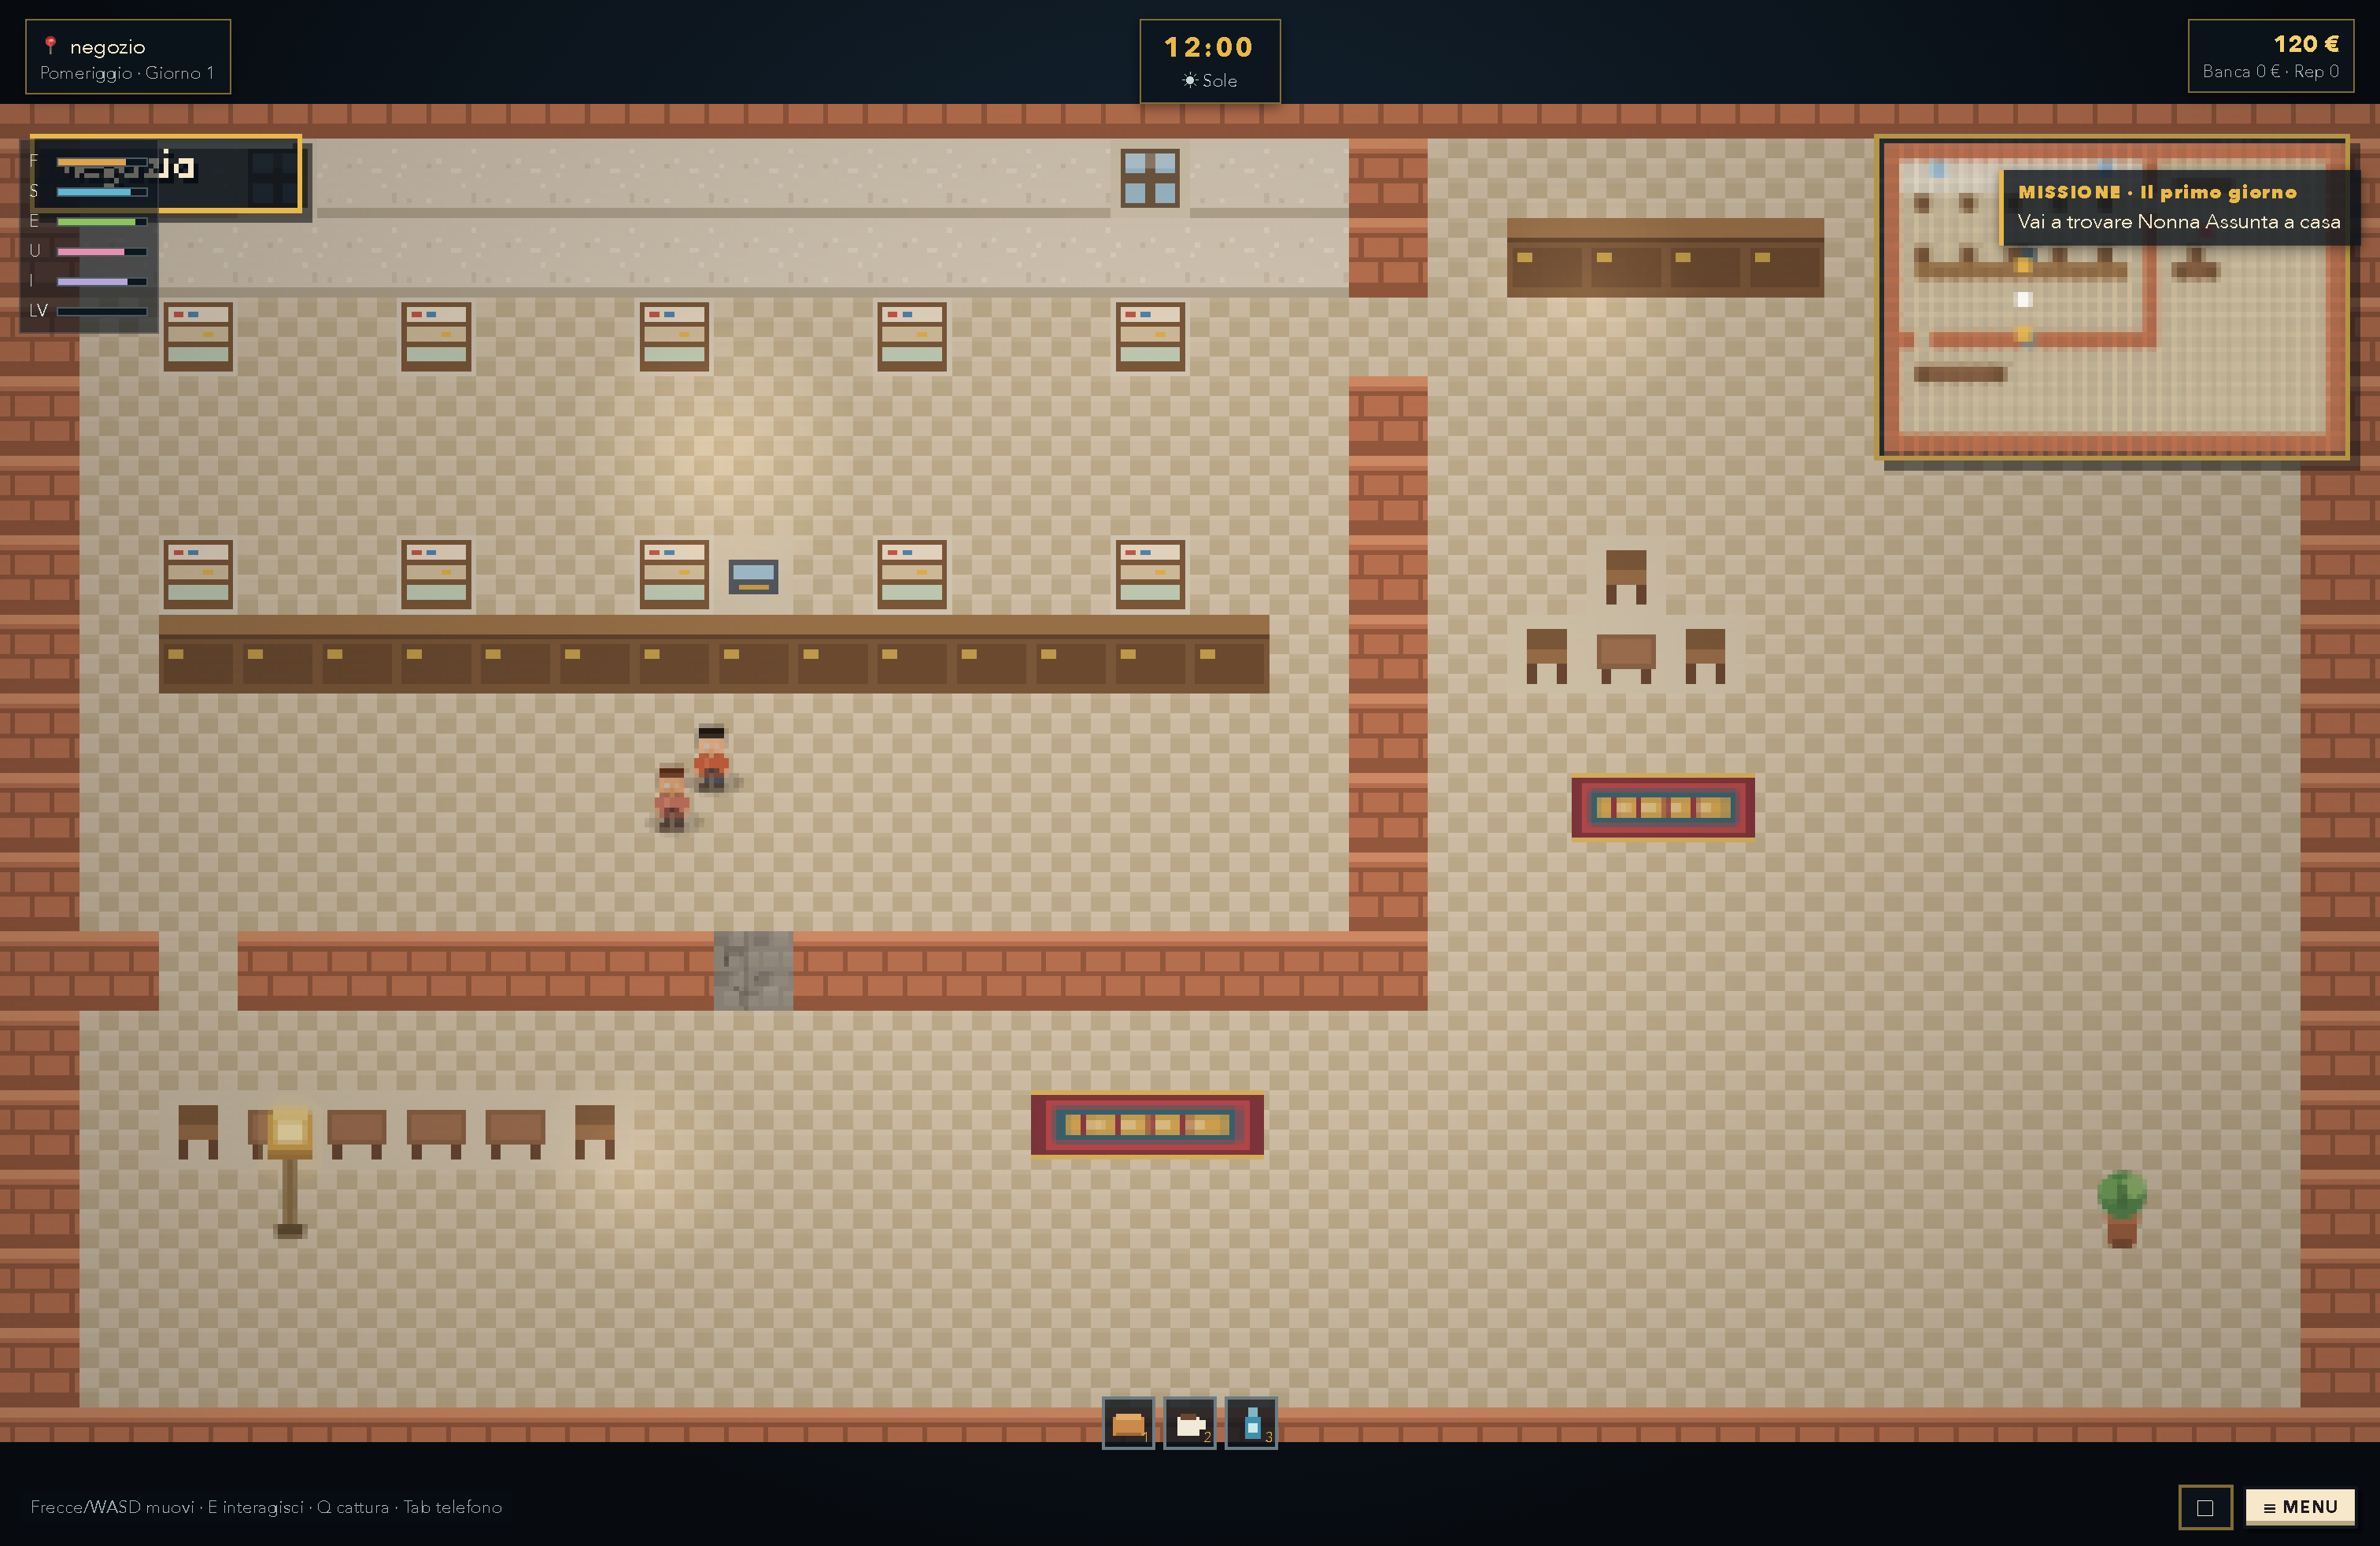 negozio
Pomeriggio · Giorno 1
12:00
☀ Sole
120 €
Banca 0 € · Rep 0
F
S
E
U
I
LV
MISSIONE · Il primo giorno
Vai a trovare Nonna Assunta a casa
1
2
3
Frecce/WASD muovi · E interagisci · Q cattura · Tab telefono
≡ MENU